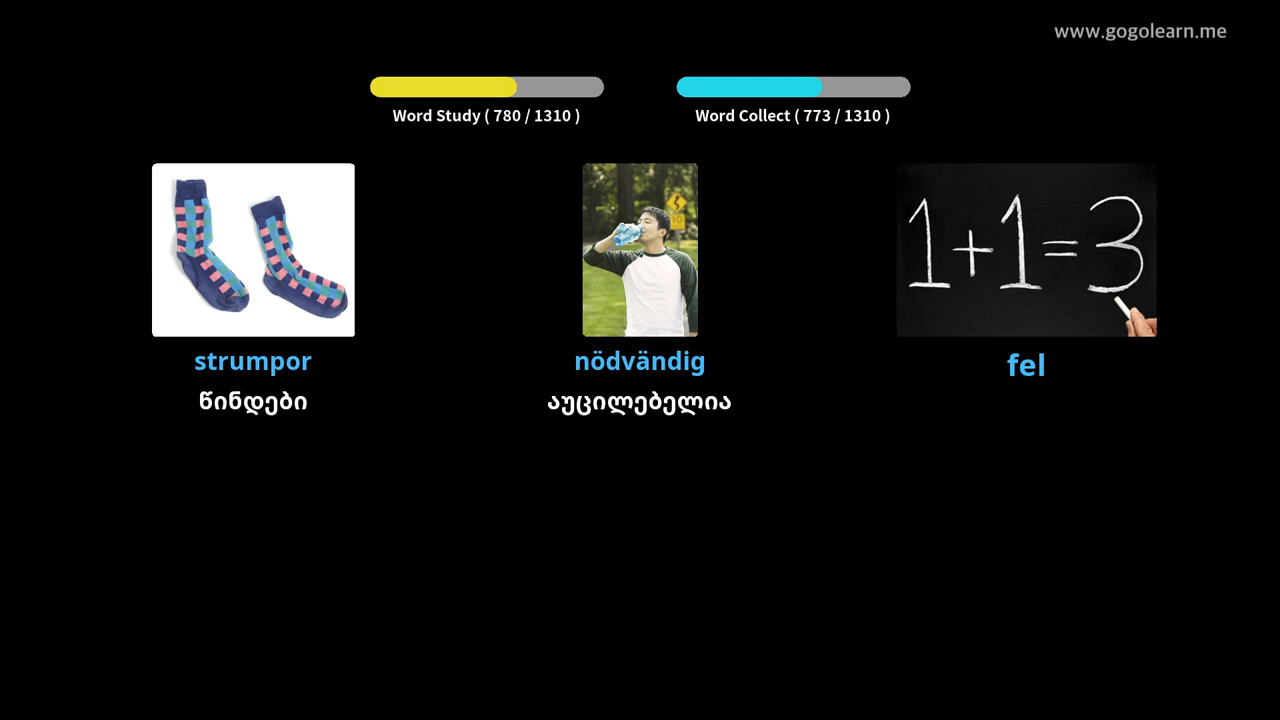 www.gogolearn.me
Word Study ( 780 / 1310 )
Word Collect ( 773 / 1310 )
10
1+1=3
strumpor
nödvändig
fel
წინდები
აუცილებელია